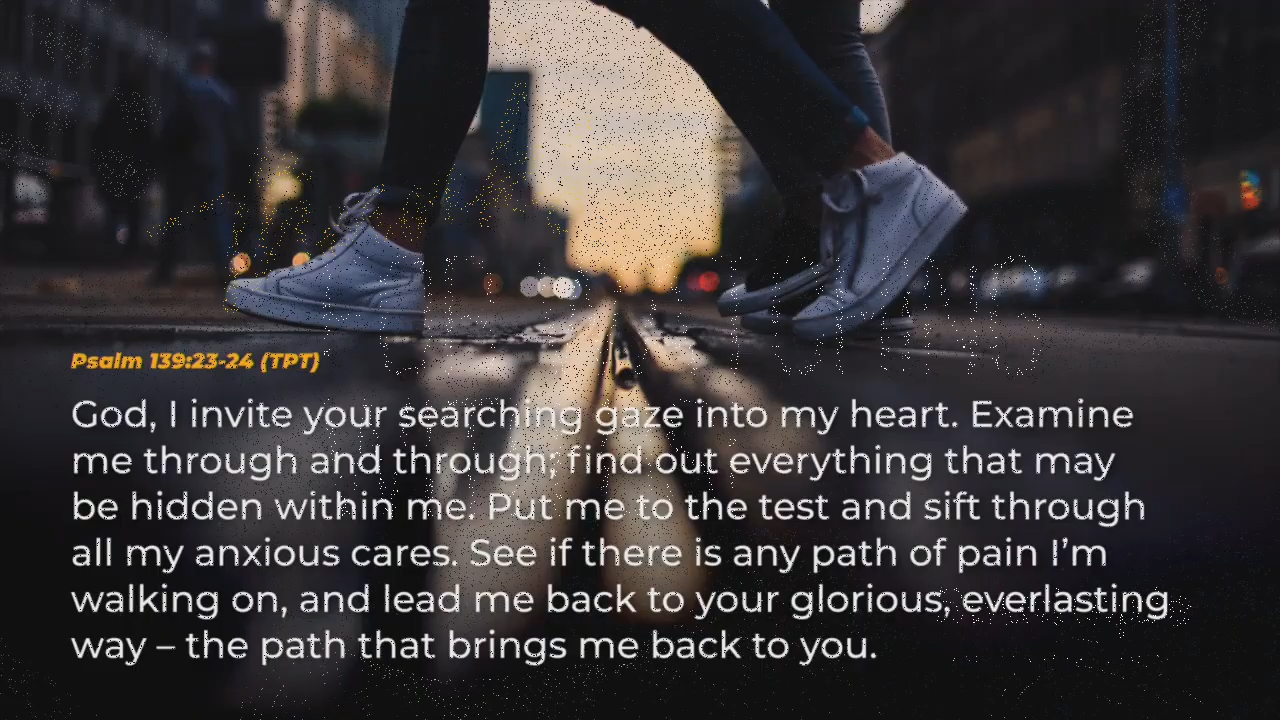 Psalm 139:23-24 (TPT)
God, I invite your searching gaze into my heart. Examine
me through and through; find out everything that may
be hidden within me. Put me to the test and sift through
all my anxious cares. See if there is any path of pain I’m
walking on, and lead me back to your glorious, everlasting
way – the path that brings me back to you.